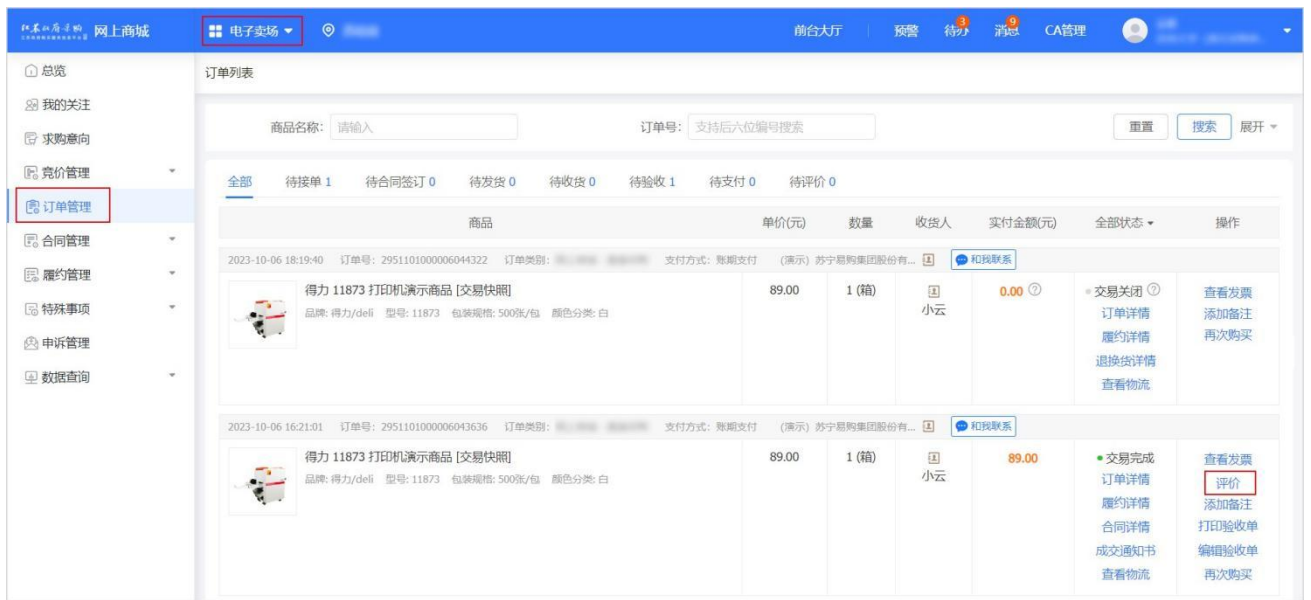 网上商城
电子卖场
前台大厅
预警
待办
3
消息
9
CA管理
总览
我的关注
求购意向
竞价管理
订单管理
合同管理
履约管理
特殊事项
申诉管理
数据查询
订单列表
商品名称: 请输入 订单号: 支持后六位编号搜索 重置 搜索 展开
全部 待接单 1 待合同签订 0 待发货 0 待收货 0 待验收 1 待支付 0 待评价 0
商品 单价(元) 数量 收货人 实付金额(元) 全部状态 操作
2023-10-06 18:19:40 订单号: 2951101000006044322 订单类别: 支付方式: 账期支付 (演示) 苏宁易购集团股份有... 和我联系
得力 11873 打印机演示商品 [交易快照] 89.00 1 (箱) 0.00 交易关闭 查看发票
品牌: 得力/deli 型号: 11873 包装规格: 500张/包 颜色分类: 白 小云 订单详情 添加备注
履约详情 再次购买
退换货详情
查看物流
2023-10-06 16:21:01 订单号: 2951101000006043636 订单类别: 支付方式: 账期支付 (演示) 苏宁易购集团股份有... 和我联系
得力 11873 打印机演示商品 [交易快照] 89.00 1 (箱) 89.00 交易完成 查看发票
品牌: 得力/deli 型号: 11873 包装规格: 500张/包 颜色分类: 白 小云 订单详情 评价
履约详情 添加备注
合同详情 打印验收单
成交通知书 编辑验收单
查看物流 再次购买